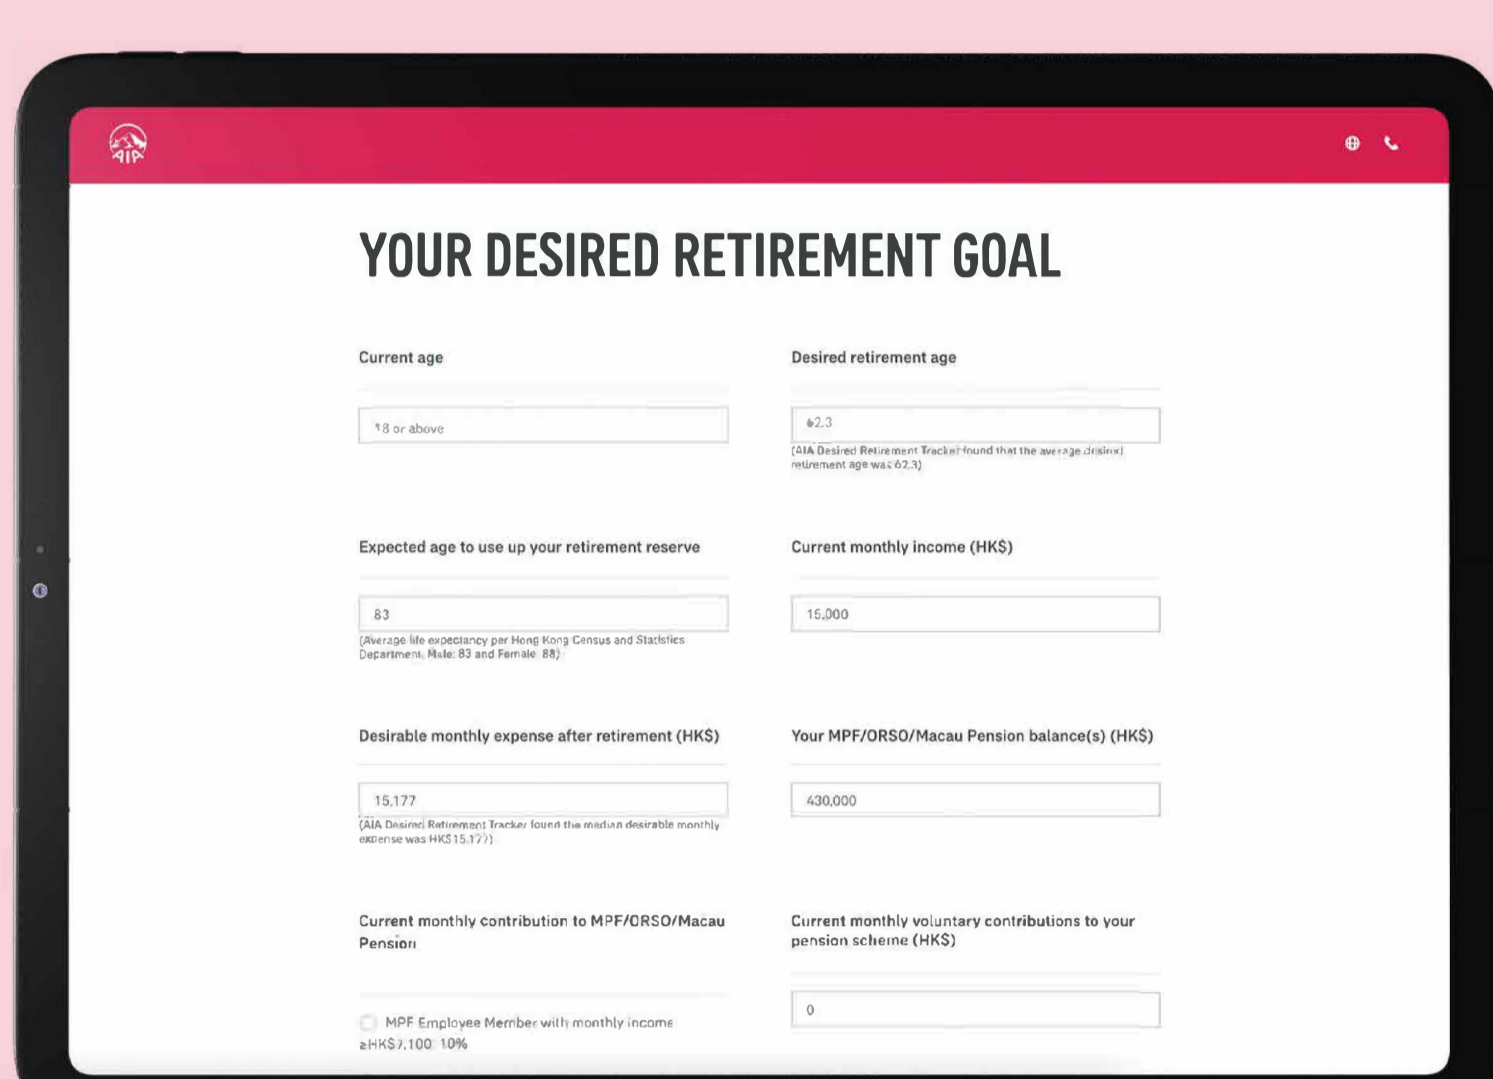 AIA
YOUR DESIRED RETIREMENT GOAL
Current age
18 or above
Desired retirement age
62.3
(AIA Desired Retirement Tracker found that the average desired
retirement age was 62.3)
Expected age to use up your retirement reserve
83
(Average life expectancy per Hong Kong Census and Statistics
Department, Male: 83 and Female: 88)
Current monthly income (HK$)
15,000
Desirable monthly expense after retirement (HK$)
15,177
(AIA Desired Retirement Tracker found the median desirable monthly
expense was HK$15,177)
Your MPF/ORSO/Macau Pension balance(s) (HK$)
430,000
Current monthly contribution to MPF/ORSO/Macau
Pension
MPF Employee Member with monthly income
≥HK$7,100: 10%
Current monthly voluntary contributions to your
pension scheme (HK$)
0